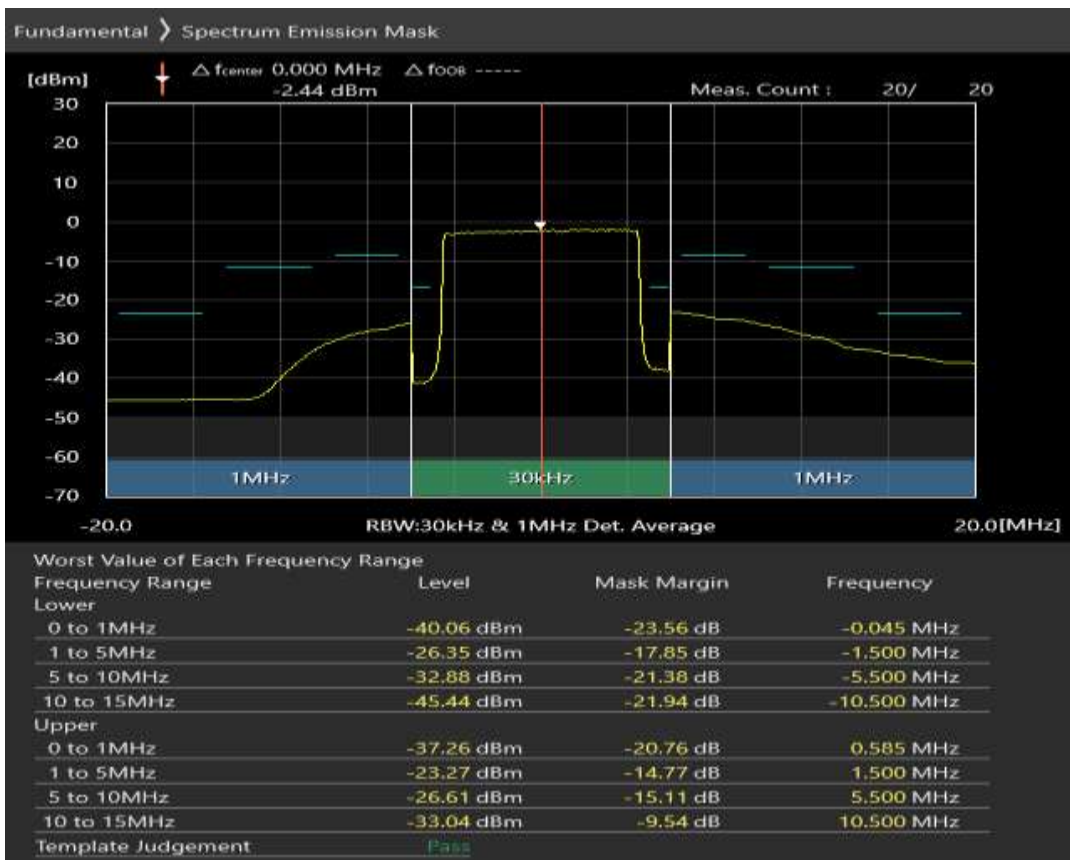 Fundamental ❯ Spectrum Emission Mask
[dBm] △ fcenter 0.000 MHz △ fOOB -----
-2.44 dBm Meas. Count : 20/ 20
30
20
10
0
-10
-20
-30
-40
-50
-60
-70
1MHz 30kHz 1MHz
-20.0 RBW:30kHz & 1MHz Det. Average 20.0[MHz]
Worst Value of Each Frequency Range
Frequency Range Level Mask Margin Frequency
Lower
0 to 1MHz -40.06 dBm -23.56 dB -0.045 MHz
1 to 5MHz -26.35 dBm -17.85 dB -1.500 MHz
5 to 10MHz -32.88 dBm -21.38 dB -5.500 MHz
10 to 15MHz -45.44 dBm -21.94 dB -10.500 MHz
Upper
0 to 1MHz -37.26 dBm -20.76 dB 0.585 MHz
1 to 5MHz -23.27 dBm -14.77 dB 1.500 MHz
5 to 10MHz -26.61 dBm -15.11 dB 5.500 MHz
10 to 15MHz -33.04 dBm -9.54 dB 10.500 MHz
Template Judgement Pass